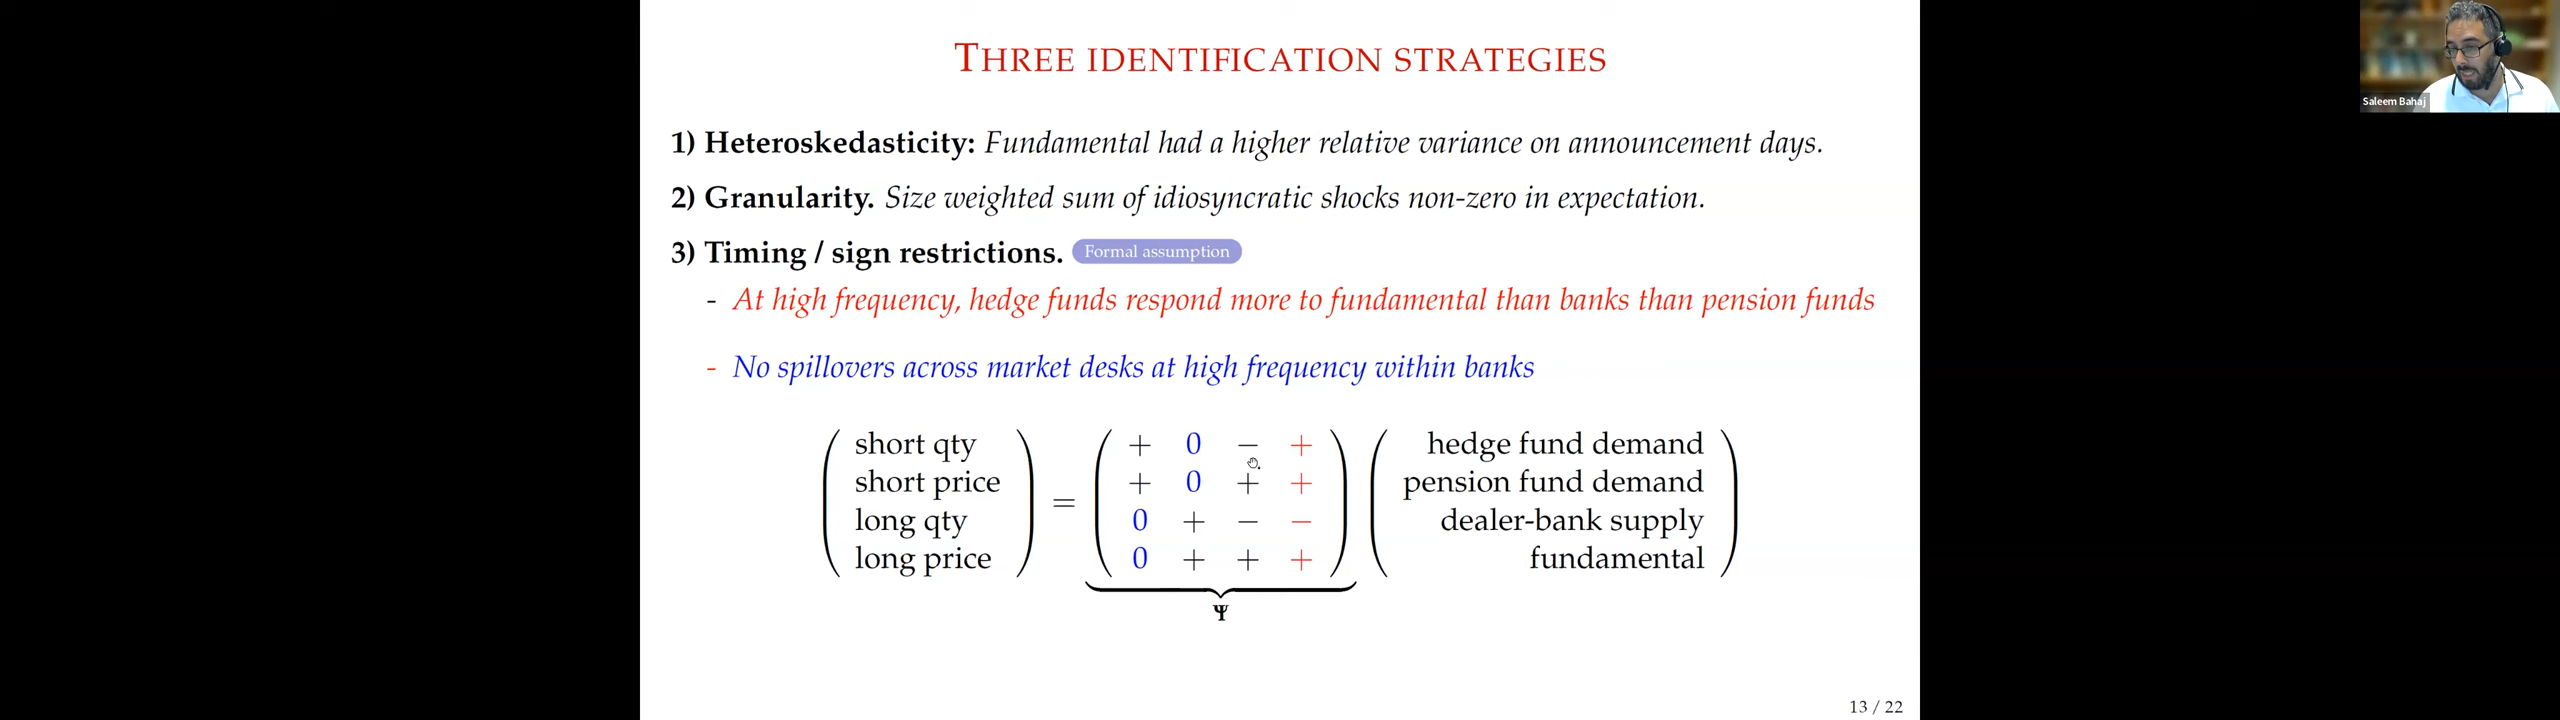 THREE IDENTIFICATION STRATEGIES
Saleem Bahaj
1) Heteroskedasticity: Fundamental had a higher relative variance on announcement days.
2) Granularity. Size weighted sum of idiosyncratic shocks non-zero in expectation.
3) Timing / sign restrictions. Formal assumption
- At high frequency, hedge funds respond more to fundamental than banks than pension funds
- No spillovers across market desks at high frequency within banks
short qty + 0 − + hedge fund demand
short price = + 0 + + pension fund demand
long qty 0 + − − dealer-bank supply
long price 0 + + + fundamental
Ψ
13 / 22